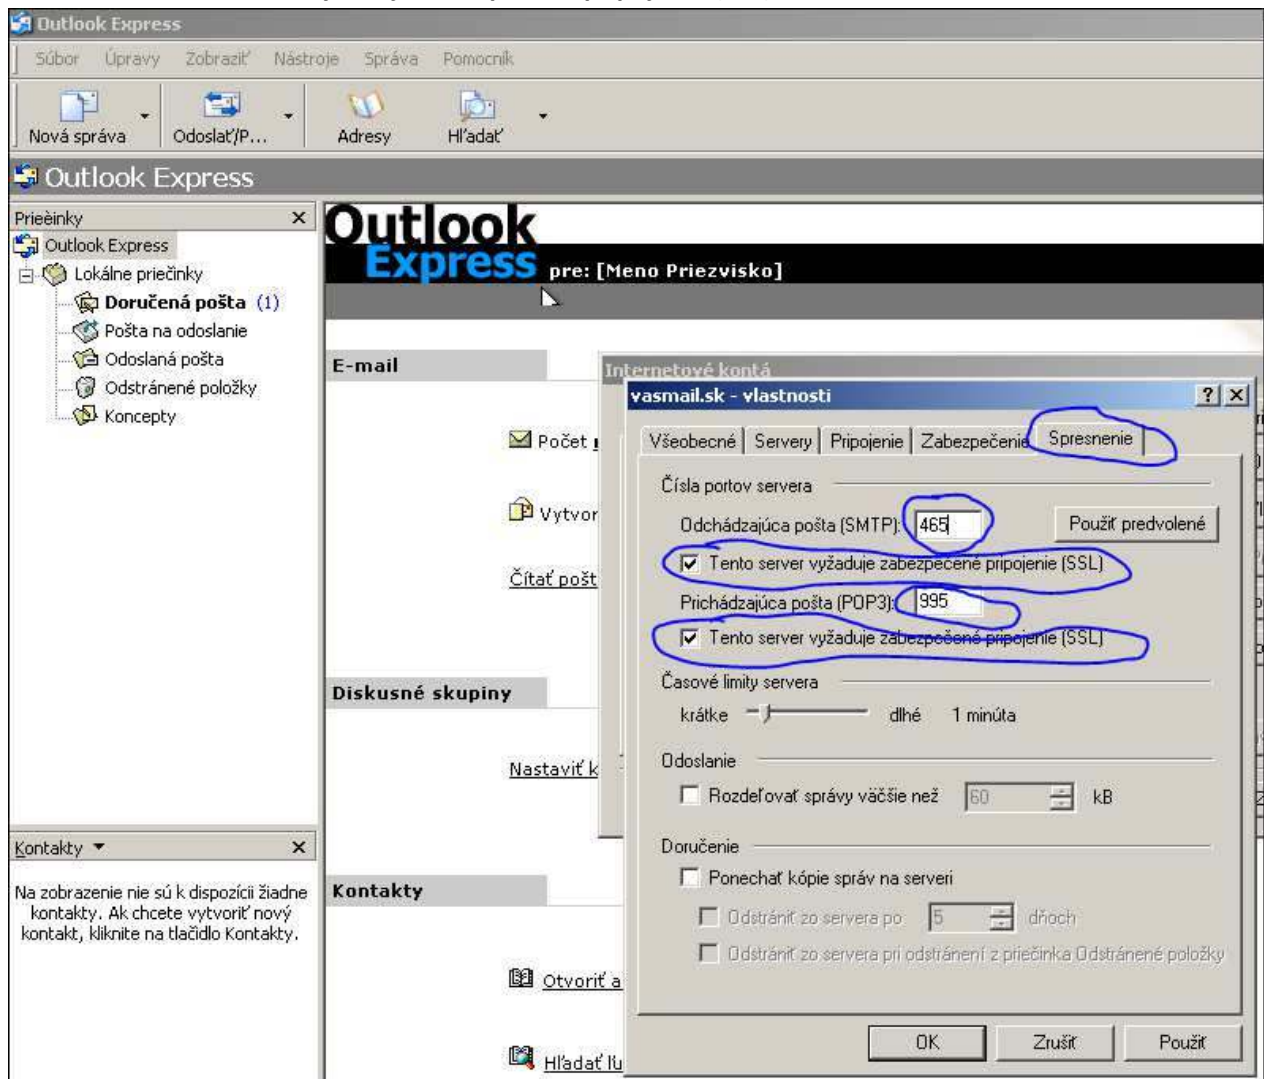 Outlook Express
Súbor Úpravy Zobraziť Nástroje Správa Pomocník
Nová správa Odoslať/P... Adresy Hľadať
Outlook Express
Prieèinky
Outlook Express
Lokálne priečinky
Doručená pošta (1)
Pošta na odoslanie
Odoslaná pošta
Odstránené položky
Koncepty
Kontakty
Na zobrazenie nie sú k dispozícii žiadne
kontakty. Ak chcete vytvoriť nový
kontakt, kliknite na tlačidlo Kontakty.
Outlook
Express pre: [Meno Priezvisko]
E-mail
Počet
Vytvor
Čítať pošt
Diskusné skupiny
Nastaviť k
Kontakty
Otvoriť a
Hľadať ľu
Internetové kontá
vasmail.sk - vlastnosti
Všeobecné Servery Pripojenie Zabezpečenie Spresnenie
Čísla portov servera
Odchádzajúca pošta (SMTP): 465 Použiť predvolené
Tento server vyžaduje zabezpečené pripojenie (SSL)
Prichádzajúca pošta (POP3): 995
Tento server vyžaduje zabezpečené pripojenie (SSL)
Časové limity servera
krátke dlhé 1 minúta
Odoslanie
Rozdeľovať správy väčšie než 60 kB
Doručenie
Ponechať kópie správ na serveri
Odstrániť zo servera po 5 dňoch
Odstrániť zo servera pri odstránení z priečinka Odstránené položky
OK Zrušiť Použiť